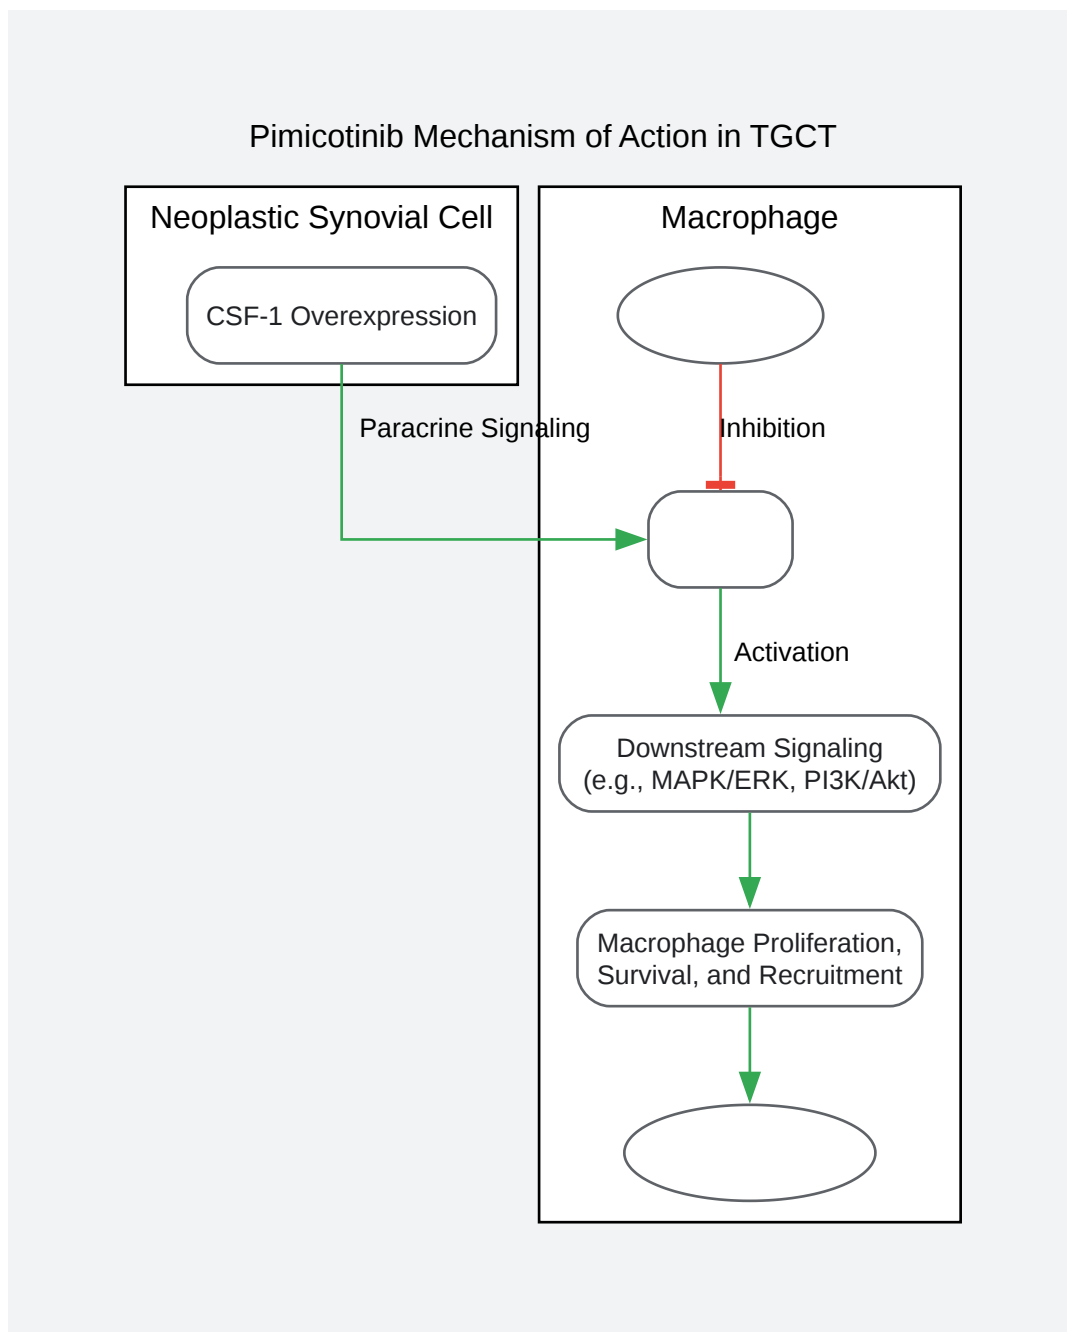 Pimicotinib Mechanism of Action in TGCT
Neoplastic Synovial Cell
Macrophage
CSF-1 Overexpression
Paracrine Signaling
Inhibition
Activation
Downstream Signaling
(e.g., MAPK/ERK, PI3K/Akt)
Macrophage Proliferation,
Survival, and Recruitment